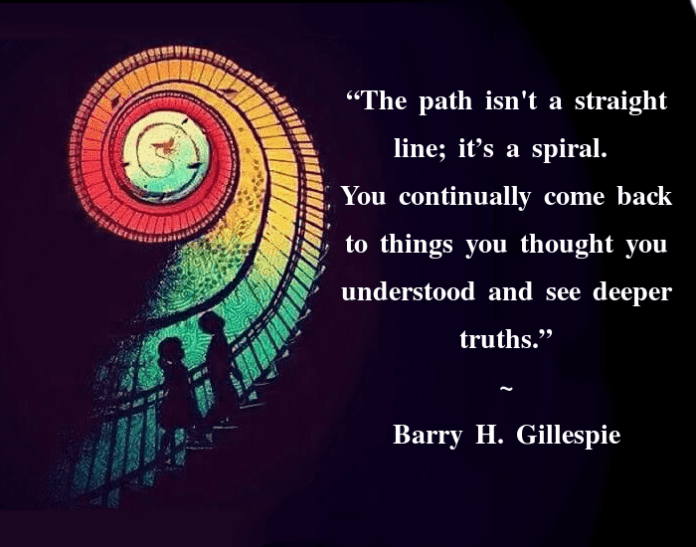 “The path isn't a straight
line; it’s a spiral.
You continually come back
to things you thought you
understood and see deeper
truths.”
~
Barry H. Gillespie